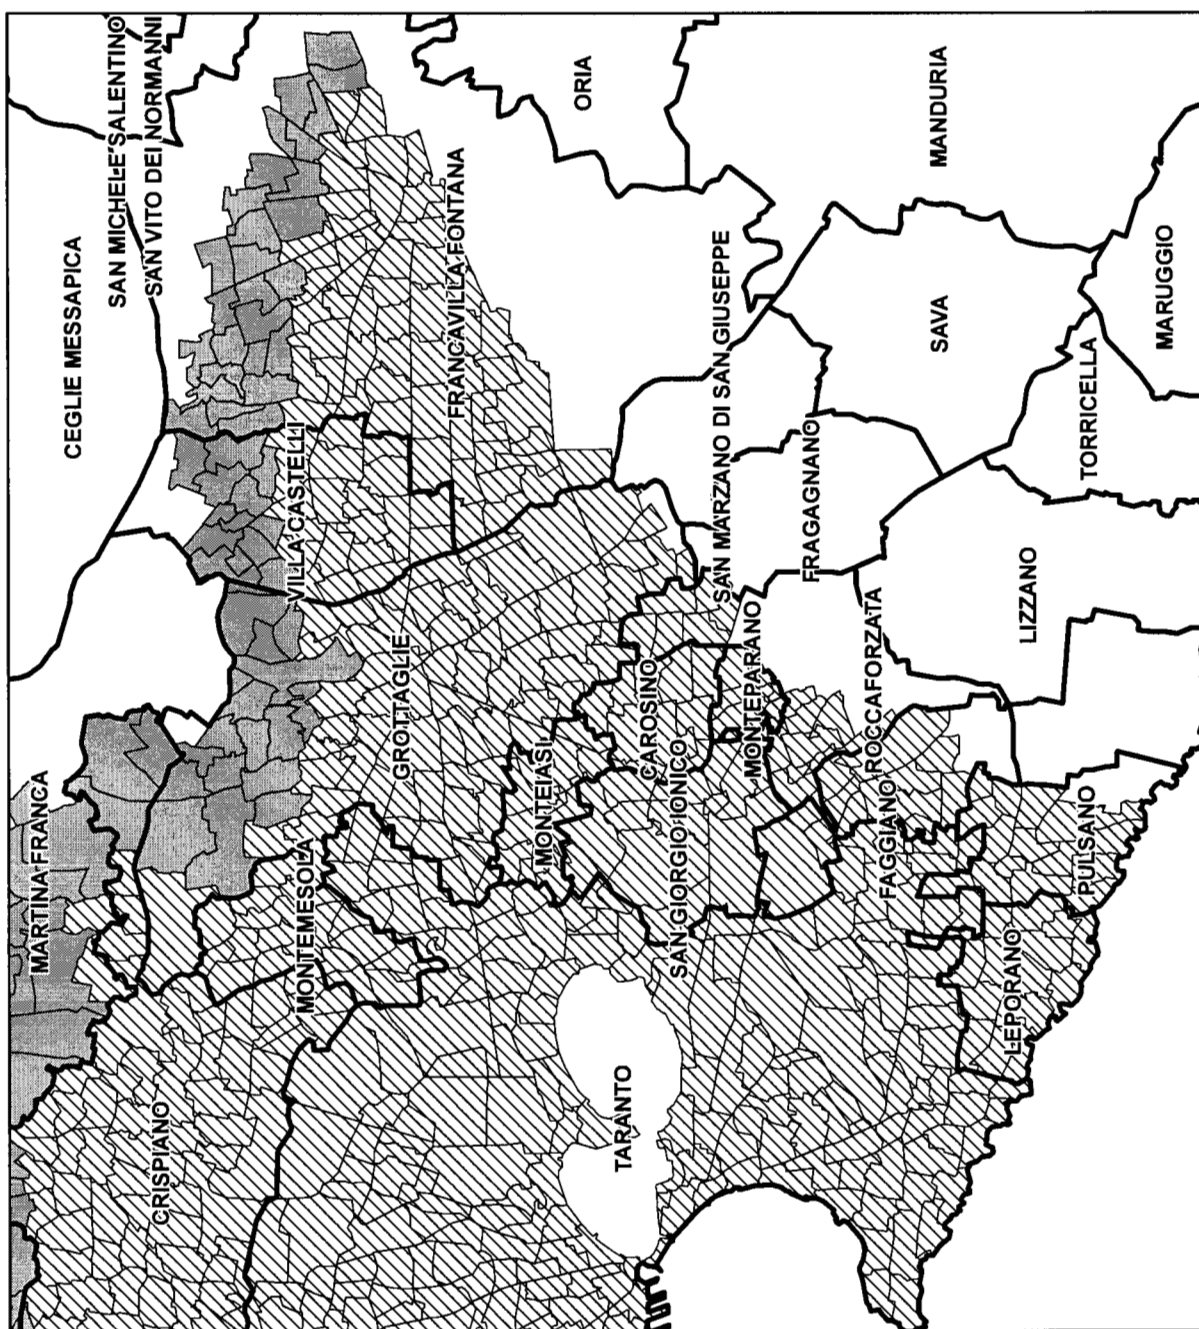 CEGLIE MESSAPICA
SAN MICHELE SALENTINO
SAN VITO DEI NORMANNI
ORIA
MANDURIA
FRANCAVILLA FONTANA
VILLA CASTELLI
SAN MARZANO DI SAN GIUSEPPE
SAVA
MARUGGIO
TORRICELLA
FRAGAGNANO
LIZZANO
MARTINA FRANCA
GROTTAGLIE
MONTEIASI
CAROSINO
MONTEPARANO
ROCCAFORZATA
MONTEMESOLA
SAN GIORGIO IONICO
FAGGIANO
PULSANO
LEPORANO
CRISPIANO
TARANTO